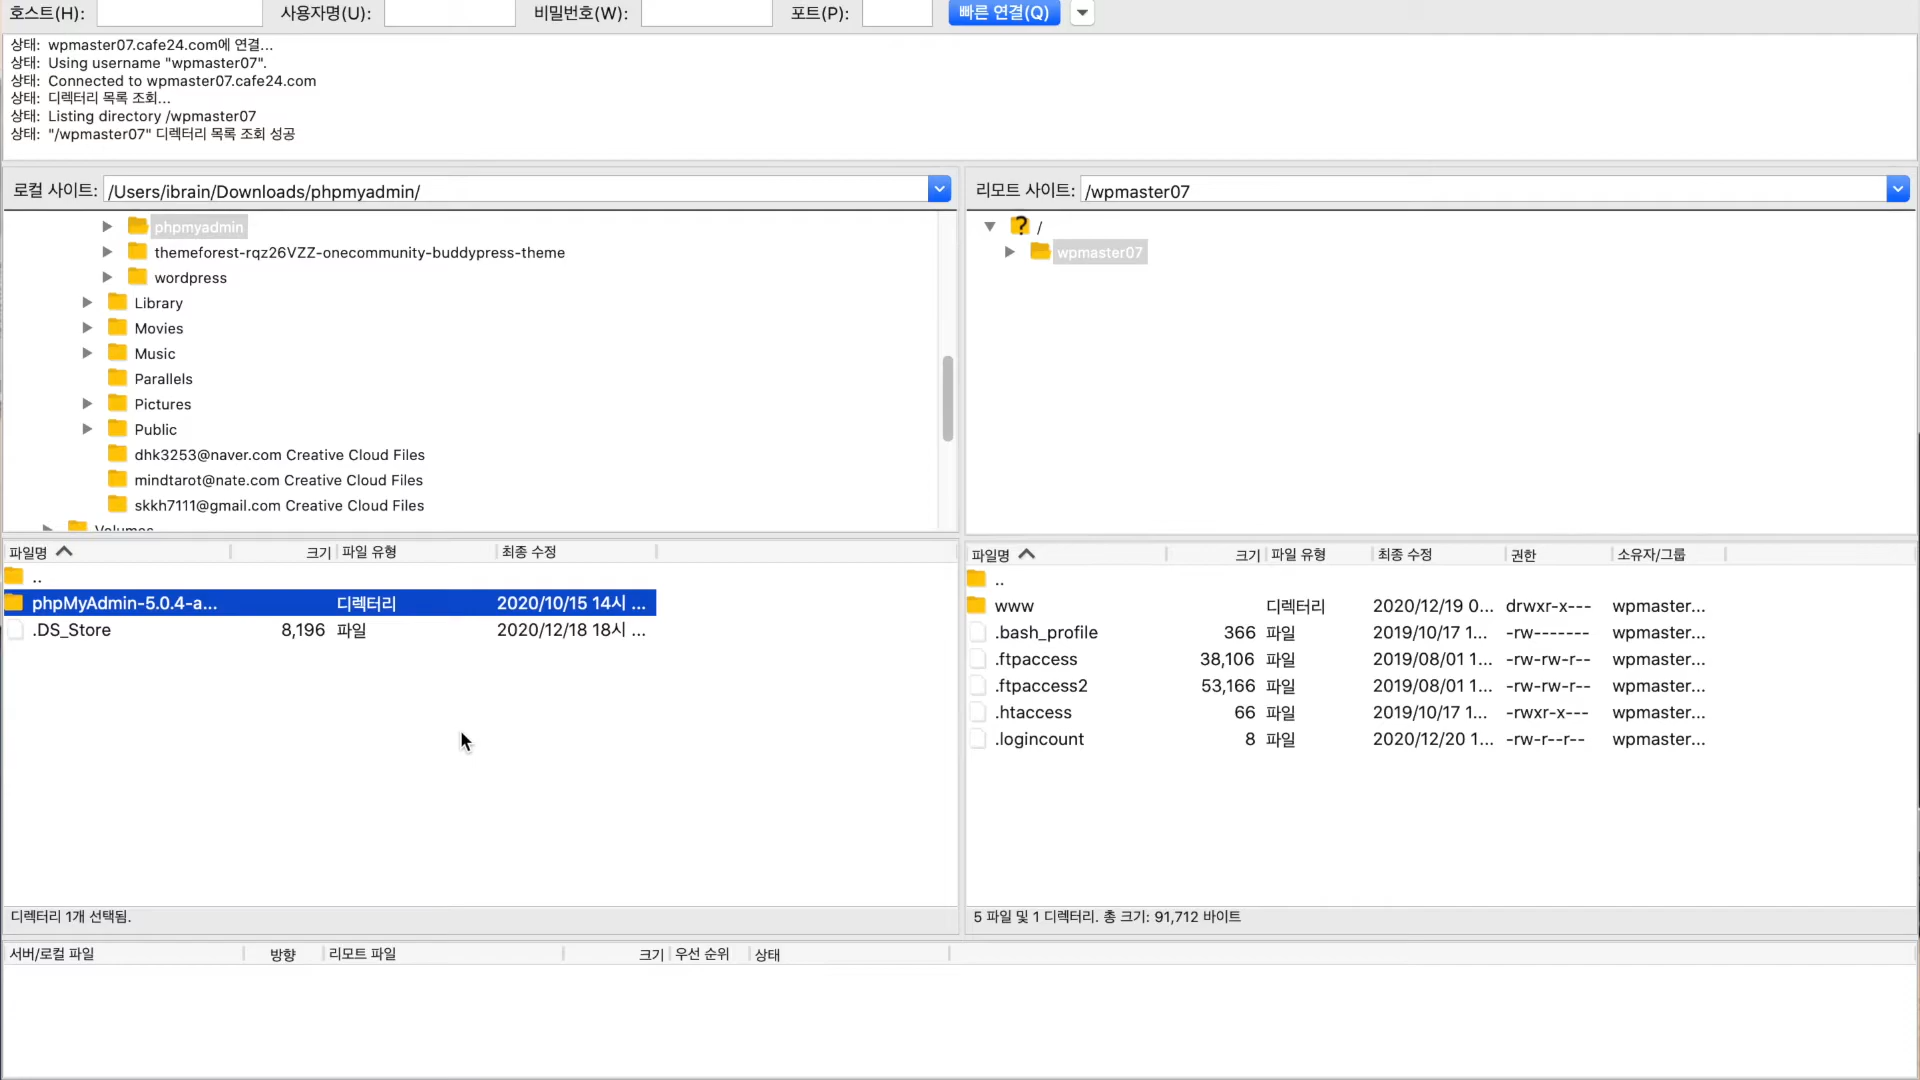 호스트(H): 사용자명(U): 비밀번호(W): 포트(P): 빠른 연결(Q)
상태: wpmaster07.cafe24.com에 연결...
상태: Using username "wpmaster07".
상태: Connected to wpmaster07.cafe24.com
상태: 디렉터리 목록 조회...
상태: Listing directory /wpmaster07
상태: "/wpmaster07" 디렉터리 목록 조회 성공
로컬 사이트: /Users/ibrain/Downloads/phpmyadmin/
phpmyadmin
themeforest-rqz26VZZ-onecommunity-buddypress-theme
wordpress
Library
Movies
Music
Parallels
Pictures
Public
dhk3253@naver.com Creative Cloud Files
mindtarot@nate.com Creative Cloud Files
skkh7111@gmail.com Creative Cloud Files
Volumes
리모트 사이트: /wpmaster07
/
wpmaster07
파일명 크기 파일 유형 최종 수정
..
phpMyAdmin-5.0.4-a... 디렉터리 2020/10/15 14시 ...
.DS_Store 8,196 파일 2020/12/18 18시 ...
디렉터리 1개 선택됨.
파일명 크기 파일 유형 최종 수정 권한 소유자/그룹
..
www 디렉터리 2020/12/19 0... drwxr-x--- wpmaster...
.bash_profile 366 파일 2019/10/17 1... -rw------- wpmaster...
.ftpaccess 38,106 파일 2019/08/01 1... -rw-rw-r-- wpmaster...
.ftpaccess2 53,166 파일 2019/08/01 1... -rw-rw-r-- wpmaster...
.htaccess 66 파일 2019/10/17 1... -rwxr-x--- wpmaster...
.logincount 8 파일 2020/12/20 1... -rw-r--r-- wpmaster...
5 파일 및 1 디렉터리. 총 크기: 91,712 바이트
서버/로컬 파일 방향 리모트 파일 크기 우선 순위 상태